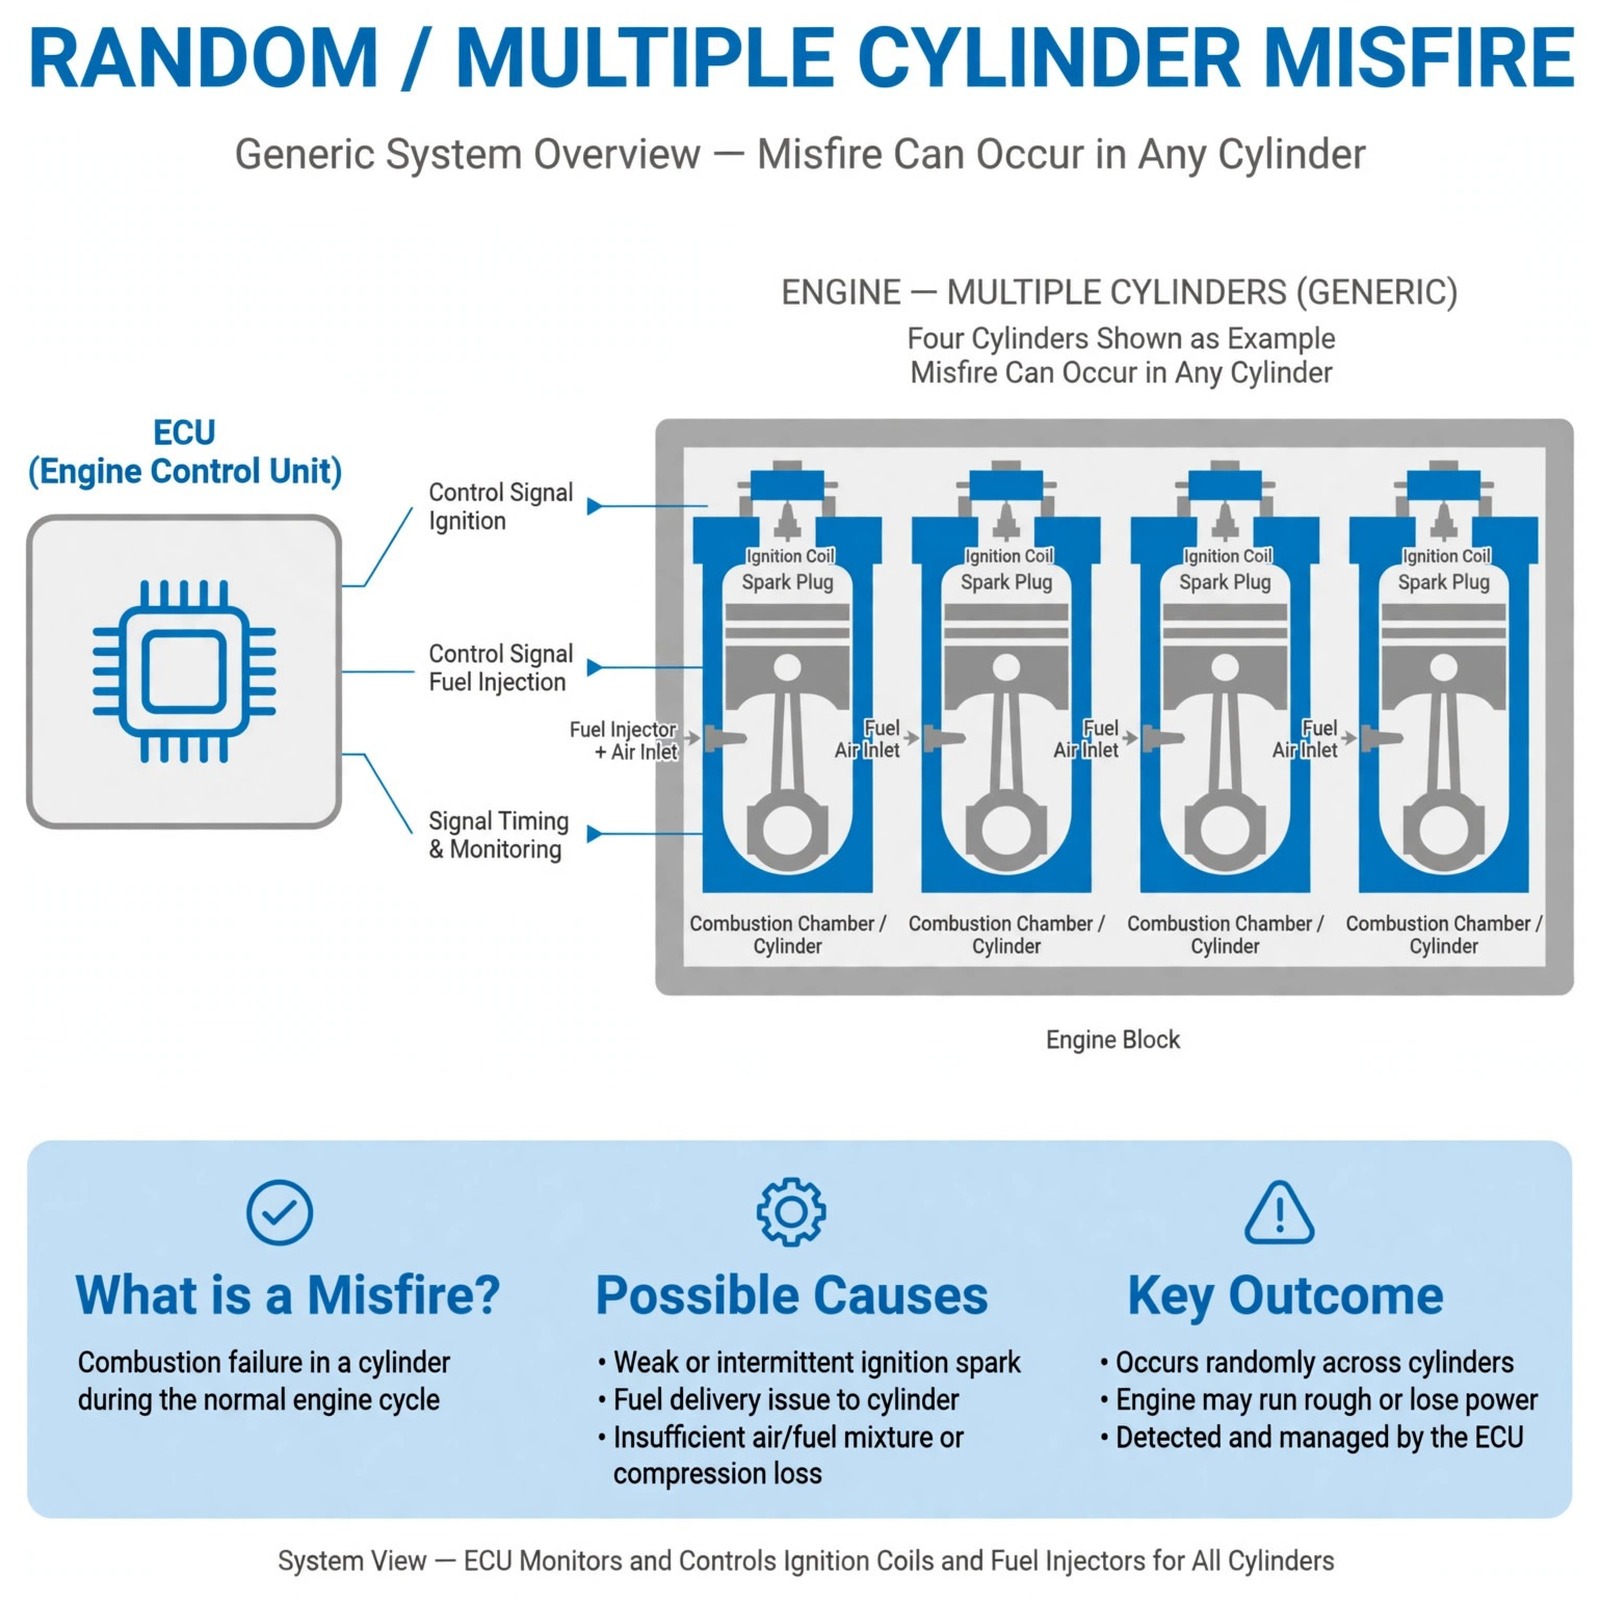 RANDOM / MULTIPLE CYLINDER MISFIRE
Generic System Overview — Misfire Can Occur in Any Cylinder
ENGINE — MULTIPLE CYLINDERS (GENERIC)
Four Cylinders Shown as Example
Misfire Can Occur in Any Cylinder
ECU
(Engine Control Unit)
Control Signal
Ignition
Control Signal
Fuel Injection
Signal Timing
& Monitoring
Fuel Injector
+ Air Inlet
Ignition Coil
Spark Plug
Combustion Chamber /
Cylinder
Fuel
Air Inlet
Ignition Coil
Spark Plug
Combustion Chamber /
Cylinder
Fuel
Air Inlet
Ignition Coil
Spark Plug
Combustion Chamber /
Cylinder
Fuel
Air Inlet
Ignition Coil
Spark Plug
Combustion Chamber /
Cylinder
Engine Block
What is a Misfire?
Combustion failure in a cylinder
during the normal engine cycle
Possible Causes
• Weak or intermittent ignition spark
• Fuel delivery issue to cylinder
• Insufficient air/fuel mixture or
compression loss
Key Outcome
• Occurs randomly across cylinders
• Engine may run rough or lose power
• Detected and managed by the ECU
System View — ECU Monitors and Controls Ignition Coils and Fuel Injectors for All Cylinders